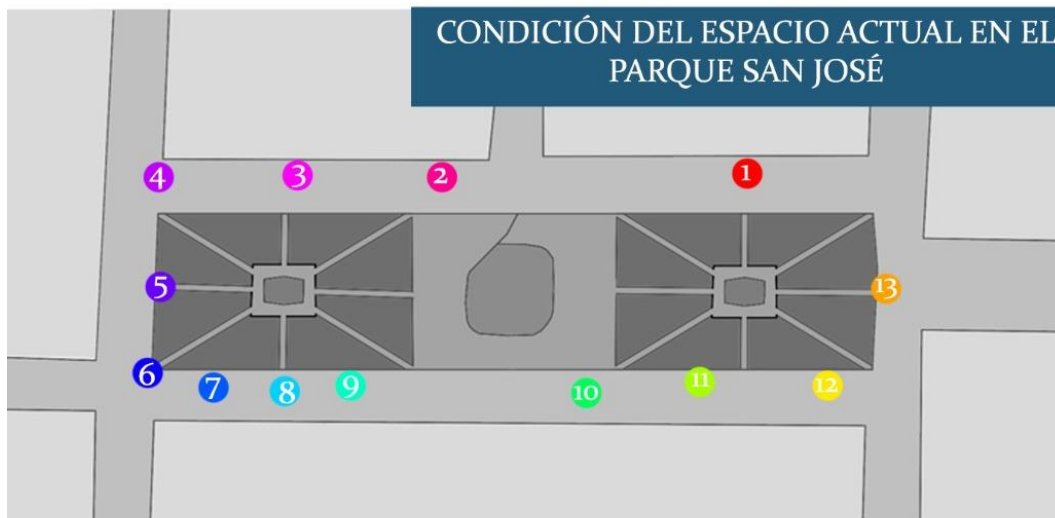 CONDICIÓN DEL ESPACIO ACTUAL EN EL
PARQUE SAN JOSÉ
4 3 2 1
5 13
6 7 8 9 10 11 12